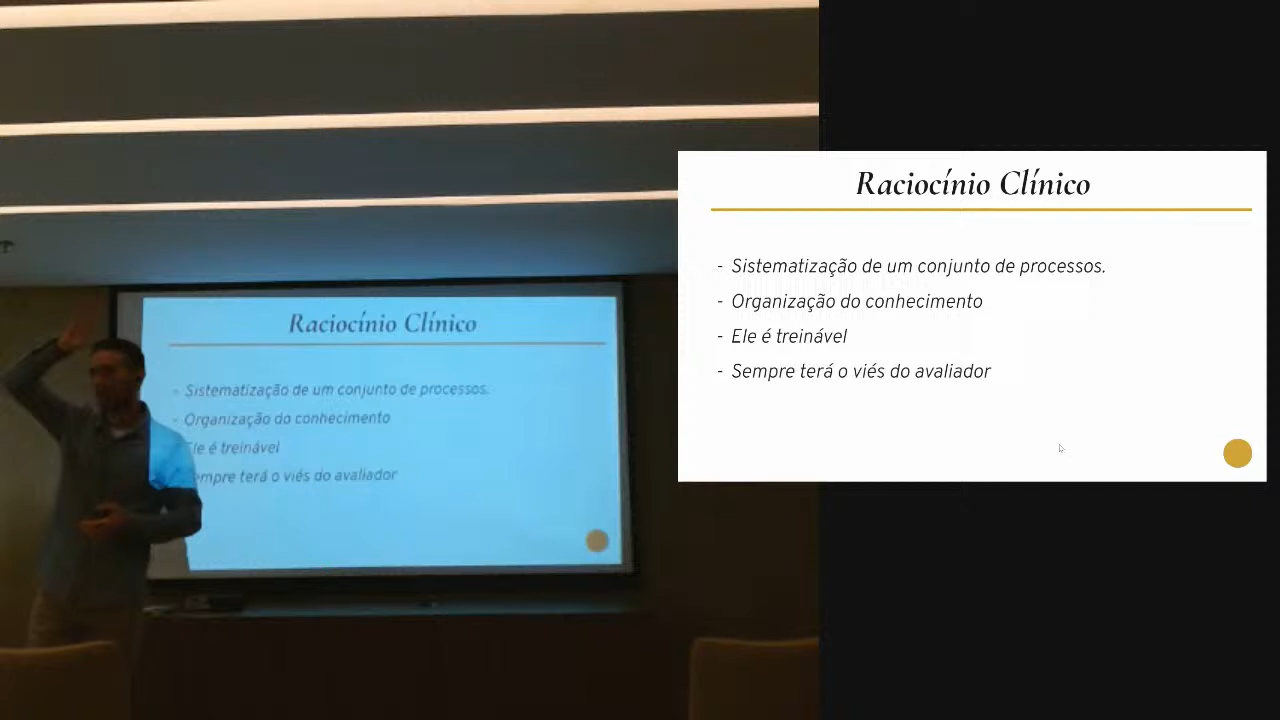 Raciocínio Clínico
- Sistematização de um conjunto de processos.
- Organização do conhecimento
- Ele é treinável
- Sempre terá o viés do avaliador
Raciocínio Clínico
- Sistematização de um conjunto de processos.
- Organização do conhecimento
Ele é treinável
empre terá o viés do avaliador